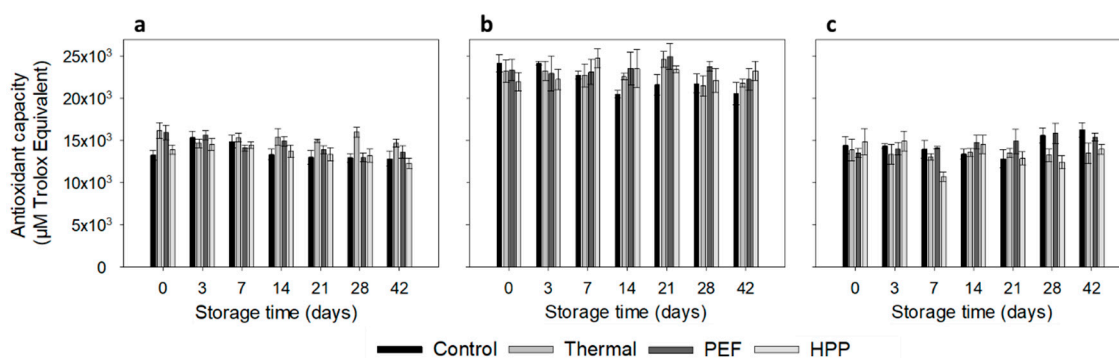 a b c
Antioxidant capacity
(µM Trolox Equivalent)
25x10³
20x10³
15x10³
10x10³
5x10³
0
0 3 7 14 21 28 42 0 3 7 14 21 28 42 0 3 7 14 21 28 42
Storage time (days) Storage time (days) Storage time (days)
Control Thermal PEF HPP